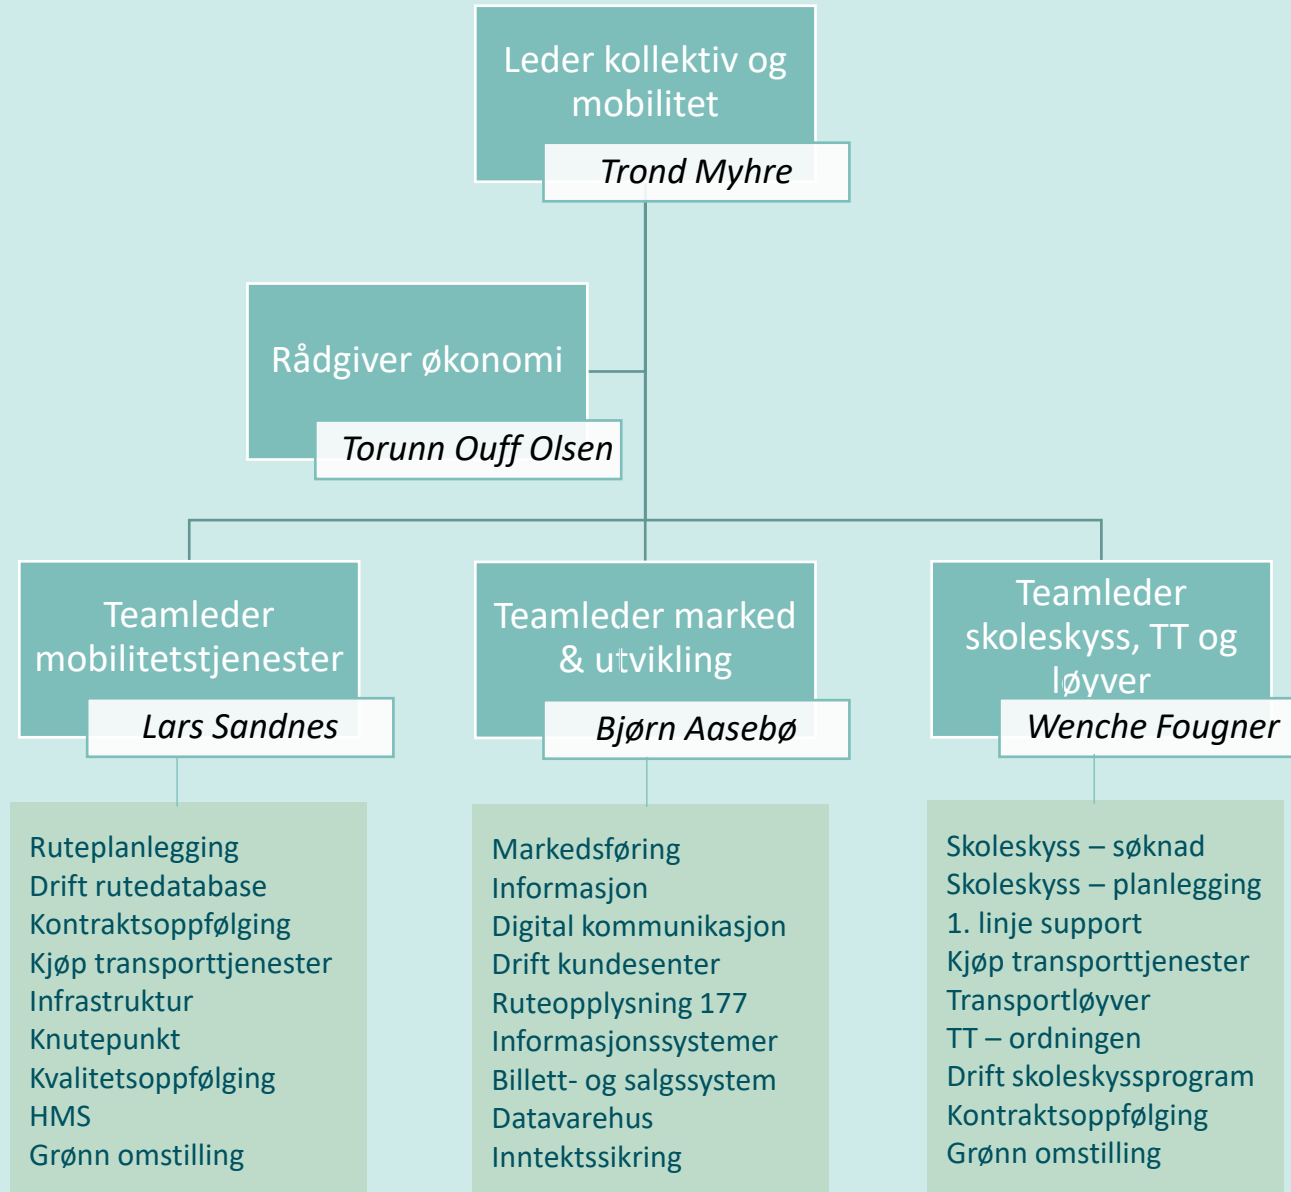 Leder kollektiv og
mobilitet
Trond Myhre
Rådgiver økonomi
Torunn Ouff Olsen
Teamleder
mobilitetstjenester
Lars Sandnes
Teamleder marked
& utvikling
Bjørn Aasebø
Teamleder
skoleskyss, TT og
løyver
Wenche Fougner
Ruteplanlegging
Drift rutedatabase
Kontraktsoppfølging
Kjøp transporttjenester
Infrastruktur
Knutepunkt
Kvalitetsoppfølging
HMS
Grønn omstilling
Markedsføring
Informasjon
Digital kommunikasjon
Drift kundesenter
Ruteopplysning 177
Informasjonssystemer
Billett- og salgssystem
Datavarehus
Inntektssikring
Skoleskyss – søknad
Skoleskyss – planlegging
1. linje support
Kjøp transporttjenester
Transportløyver
TT – ordningen
Drift skoleskyssprogram
Kontraktsoppfølging
Grønn omstilling